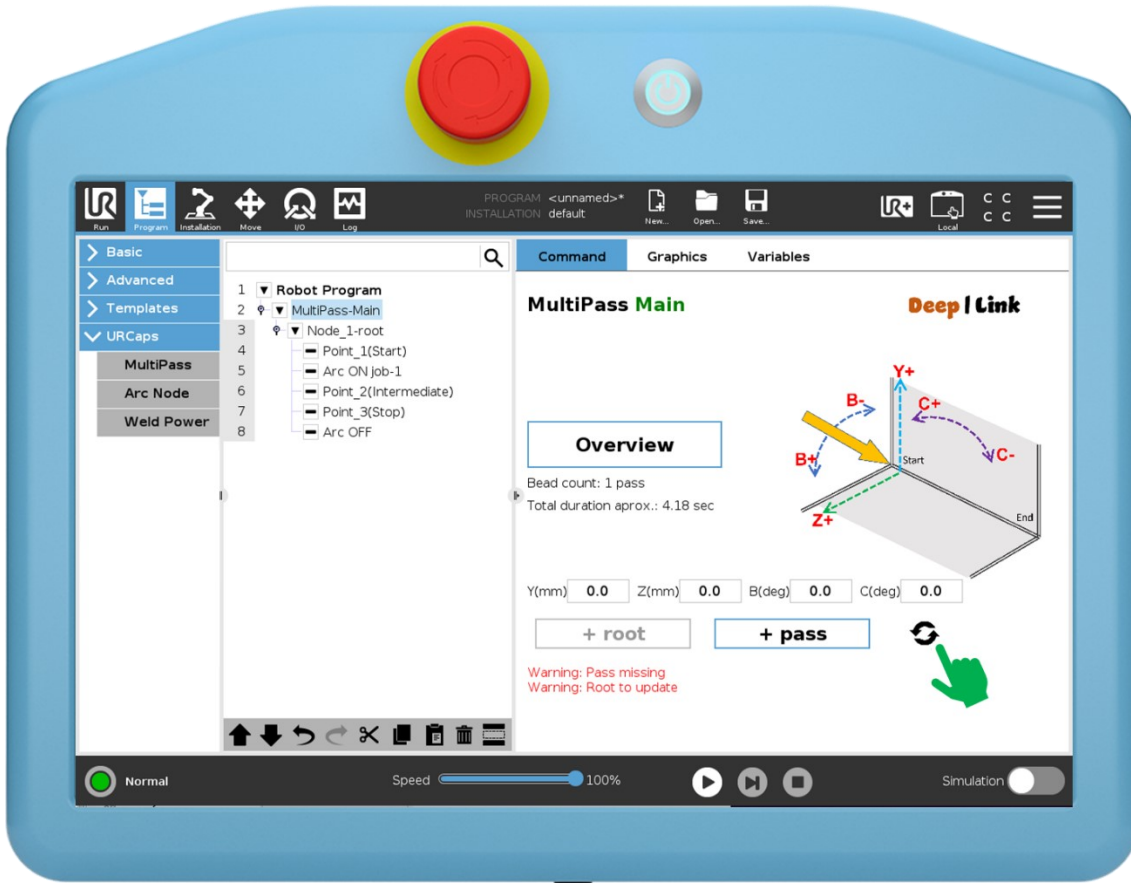 PROGRAM <unnamed>*
INSTALLATION default
Run
Program
Installation
Move
I/O
Log
New...
Open...
Save...
UR+
Local
C C
C C
Basic
Advanced
Templates
URCaps
MultiPass
Arc Node
Weld Power
1 Robot Program
2 MultiPass-Main
3 Node_1-root
4 Point_1(Start)
5 Arc ON job-1
6 Point_2(Intermediate)
7 Point_3(Stop)
8 Arc OFF
Command
Graphics
Variables
MultiPass Main
Deep|Link
Overview
Bead count: 1 pass
Total duration aprox.: 4.18 sec
Y+
B-
C+
B+
Start
C-
Z+
End
Y(mm) 0.0 Z(mm) 0.0 B(deg) 0.0 C(deg) 0.0
+ root
+ pass
Warning: Pass missing
Warning: Root to update
Normal
Speed
100%
Simulation